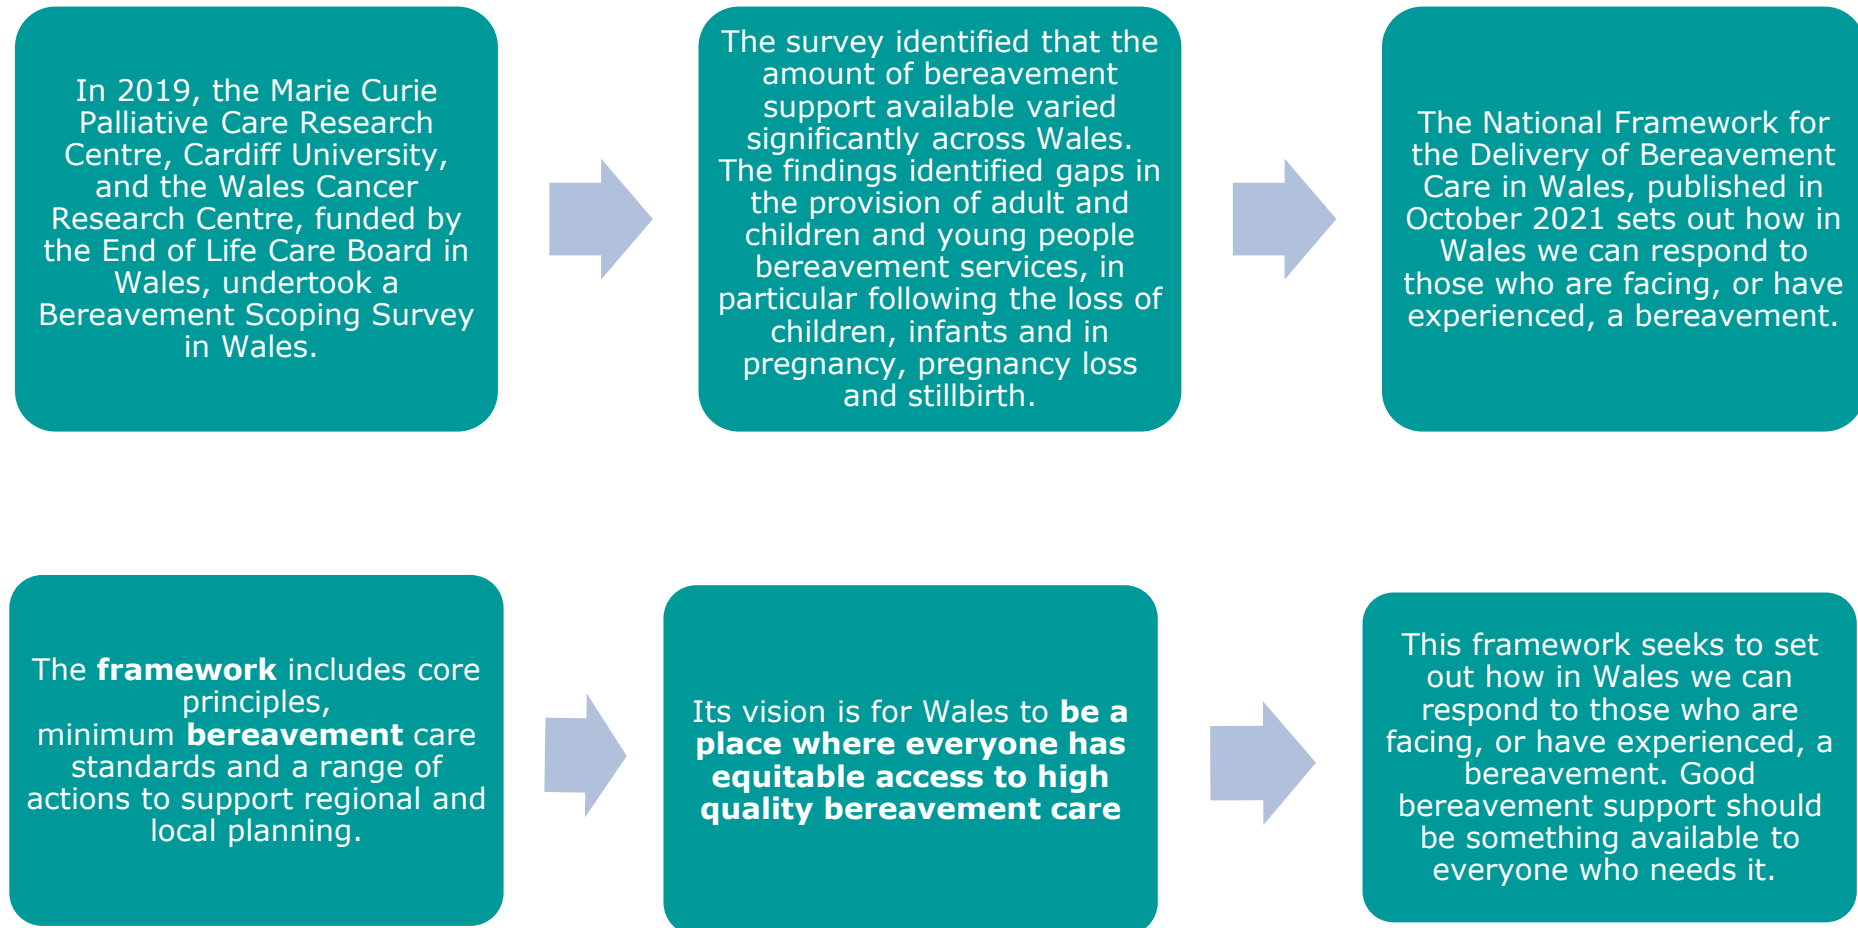 In 2019, the Marie Curie
Palliative Care Research
Centre, Cardiff University,
and the Wales Cancer
Research Centre, funded by
the End of Life Care Board in
Wales, undertook a
Bereavement Scoping Survey
in Wales.
The survey identified that the
amount of bereavement
support available varied
significantly across Wales.
The findings identified gaps in
the provision of adult and
children and young people
bereavement services, in
particular following the loss of
children, infants and in
pregnancy, pregnancy loss
and stillbirth.
The National Framework for
the Delivery of Bereavement
Care in Wales, published in
October 2021 sets out how in
Wales we can respond to
those who are facing, or have
experienced, a bereavement.
The framework includes core
principles,
minimum bereavement care
standards and a range of
actions to support regional and
local planning.
Its vision is for Wales to be a
place where everyone has
equitable access to high
quality bereavement care
This framework seeks to set
out how in Wales we can
respond to those who are
facing, or have experienced, a
bereavement. Good
bereavement support should
be something available to
everyone who needs it.